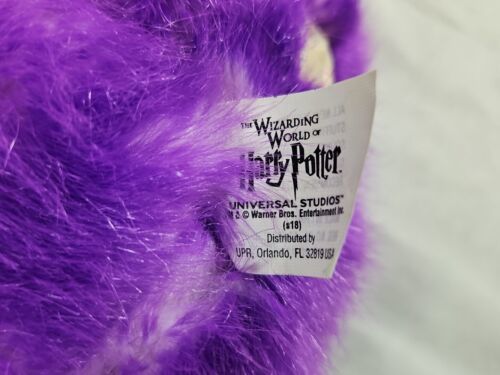 THE WIZARDING
WORLD OF
Harry Potter
UNIVERSAL STUDIOS
& © Warner Bros. Entertainment Inc.
(s18)
Distributed by
UPR, Orlando, FL 32819 USA